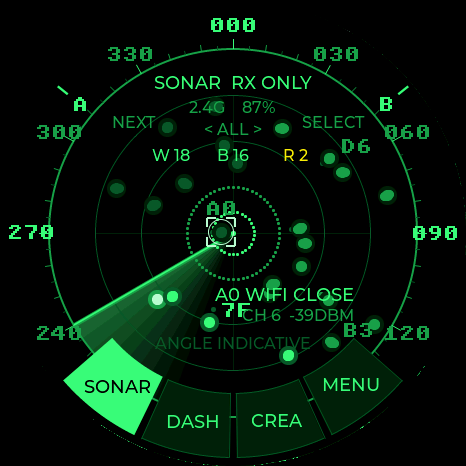 000
330 030
SONAR RX ONLY
A B
2.4G 87%
NEXT < ALL > SELECT
300 060
W 18 B 16 R 2
D6
A0
270 090
A0 WIFI CLOSE
7F CH 6 -39DBM
240 B3 120
ANGLE INDICATIVE
SONAR DASH CREA MENU